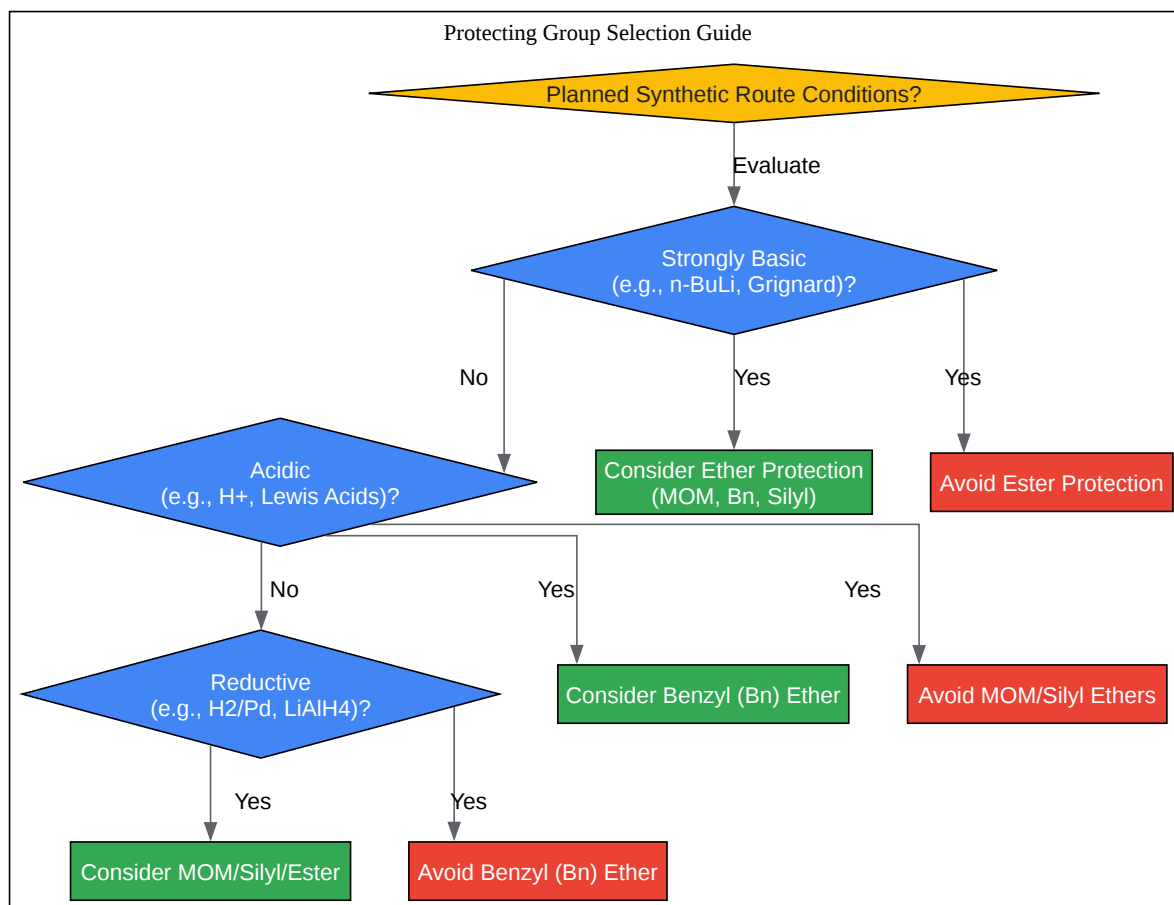 Protecting Group Selection Guide
Planned Synthetic Route Conditions?
Evaluate
Strongly Basic
(e.g., n-BuLi, Grignard)?
No
Yes
Yes
Acidic
(e.g., H+, Lewis Acids)?
Consider Ether Protection
(MOM, Bn, Silyl)
Avoid Ester Protection
No
Yes
Yes
Reductive
(e.g., H2/Pd, LiAlH4)?
Consider Benzyl (Bn) Ether
Avoid MOM/Silyl Ethers
Yes
Yes
Consider MOM/Silyl/Ester
Avoid Benzyl (Bn) Ether